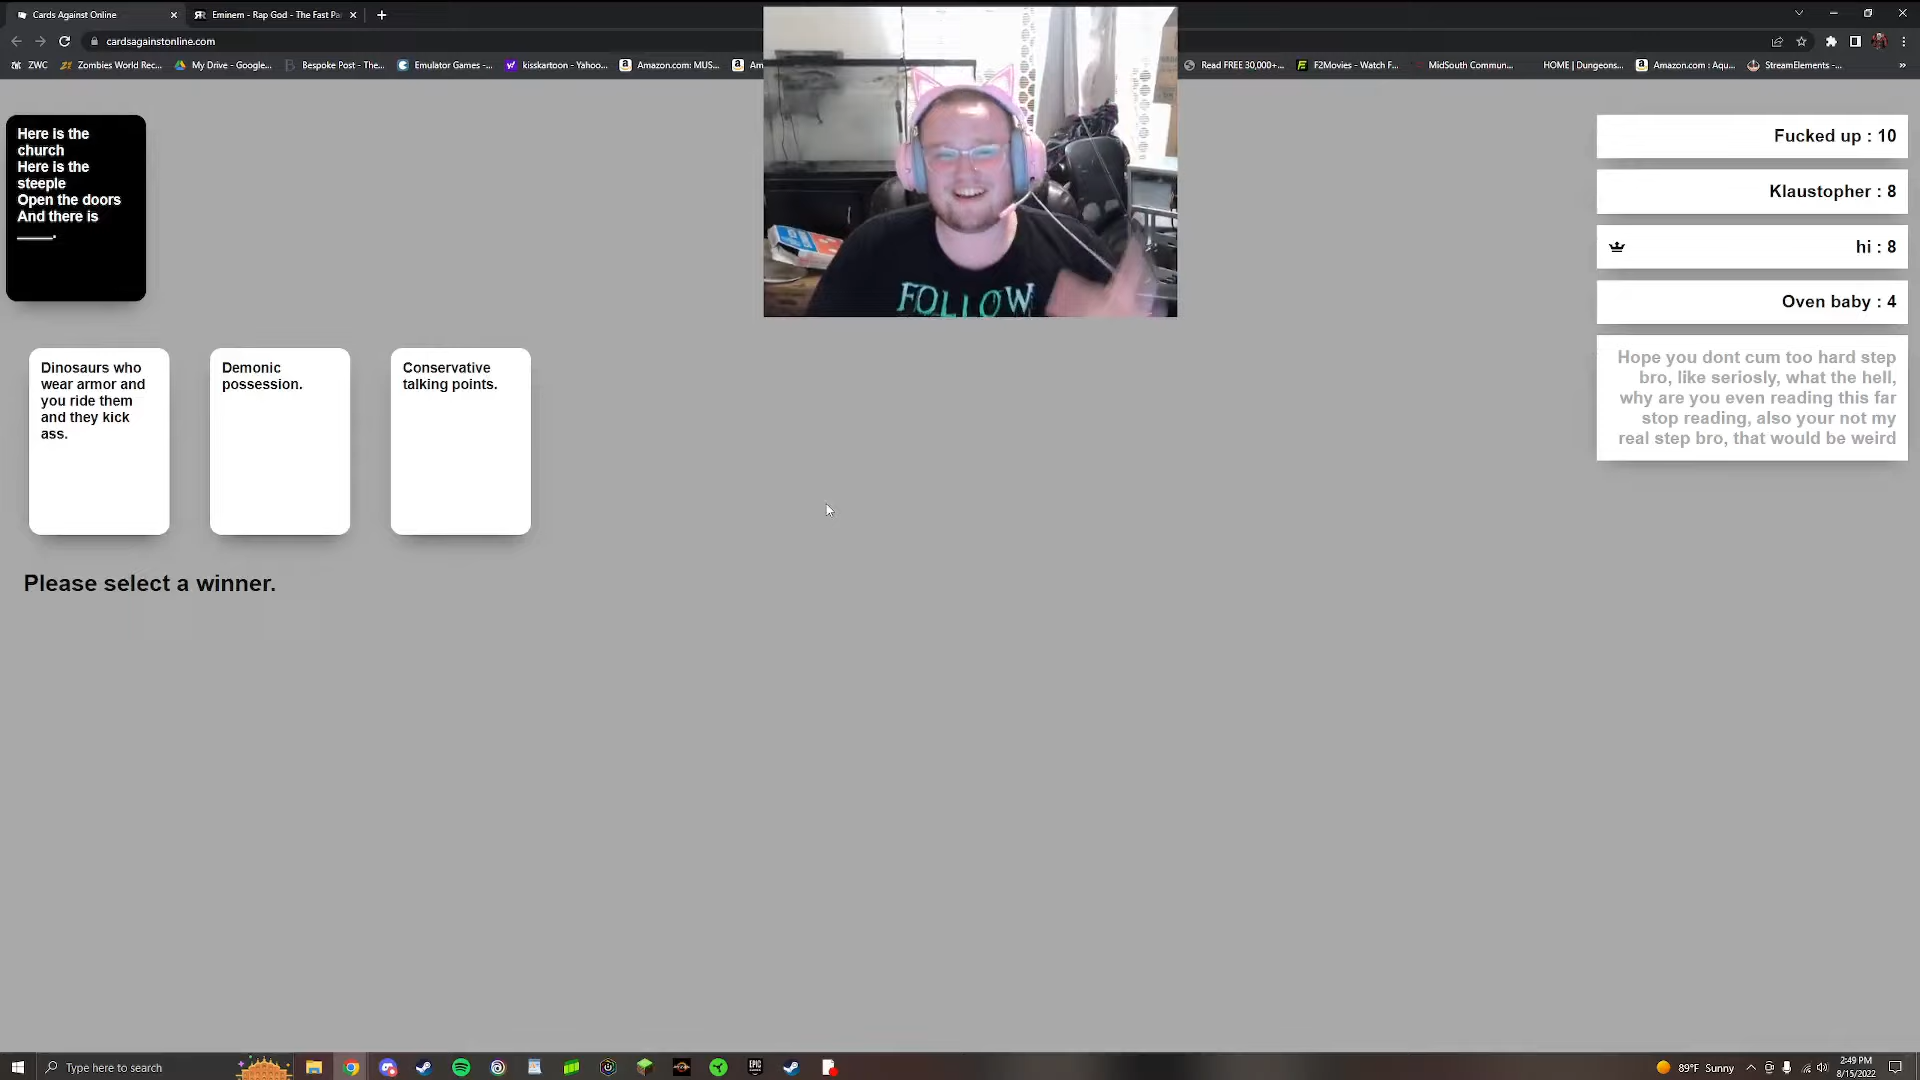 Cards Against Online
Eminem - Rap God - The Fast Pa
cardsagainstonline.com
ZWC
Zombies World Rec...
My Drive - Google...
Bespoke Post - The...
Emulator Games -...
kisskartoon - Yahoo...
Amazon.com: MUS...
Am
Read FREE 30,000+...
F2Movies - Watch F...
MidSouth Commun...
HOME | Dungeons...
Amazon.com : Aqu...
StreamElements -...
Here is the
church
Here is the
steeple
Open the doors
And there is
_____.
FOLLOW
Fucked up : 10
Klaustopher : 8
hi : 8
Oven baby : 4
Hope you dont cum too hard step
bro, like seriosly, what the hell,
why are you even reading this far
stop reading, also your not my
real step bro, that would be weird
Dinosaurs who
wear armor and
you ride them
and they kick
ass.
Demonic
possession.
Conservative
talking points.
Please select a winner.
Type here to search
EPIC
89°F Sunny
2:49 PM
8/15/2022